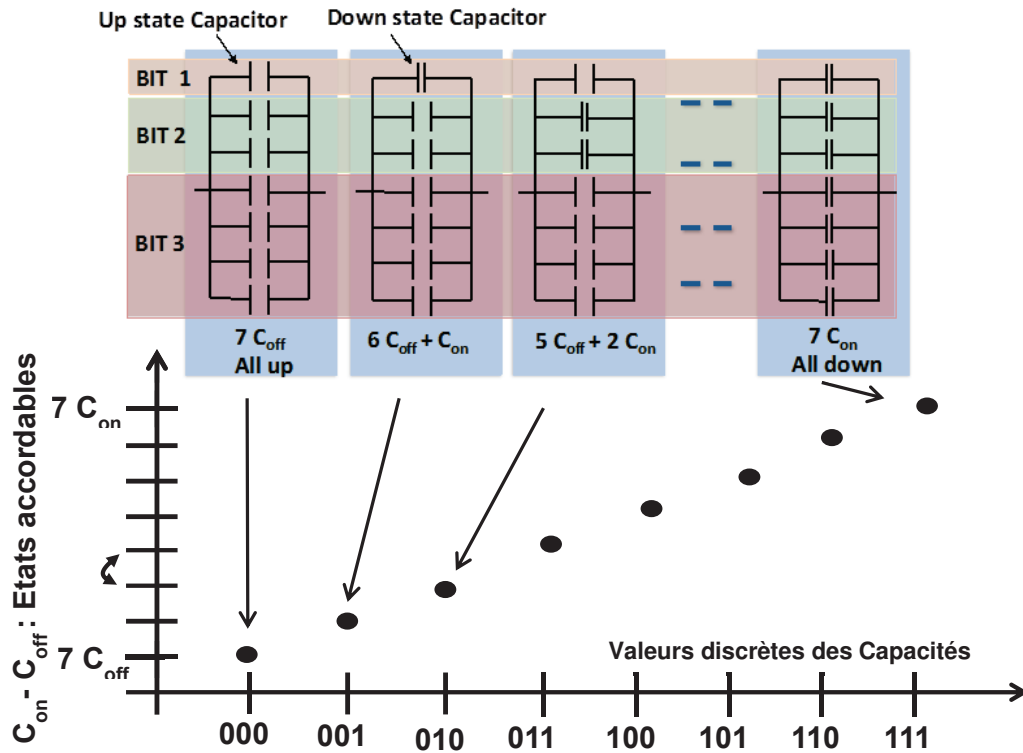 Up state Capacitor
Down state Capacitor
BIT 1
BIT 2
BIT 3
7 Coff
All up
6 Coff + Con
5 Coff + 2 Con
7 Con
All down
Con - Coff : Etats accordables
7 Con
7 Coff
Valeurs discrètes des Capacités
000 001 010 011 100 101 110 111